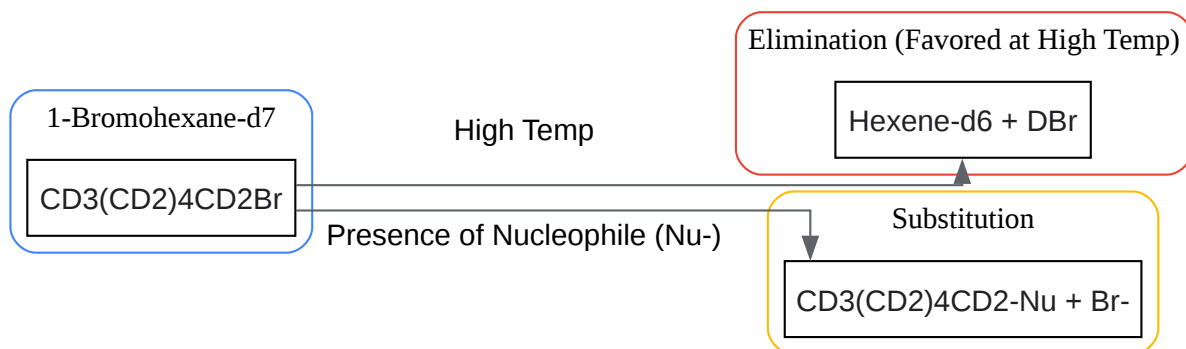 Elimination (Favored at High Temp)
Hexene-d6 + DBr
1-Bromohexane-d7
CD3(CD2)4CD2Br
High Temp
Presence of Nucleophile (Nu-)
Substitution
CD3(CD2)4CD2-Nu + Br-